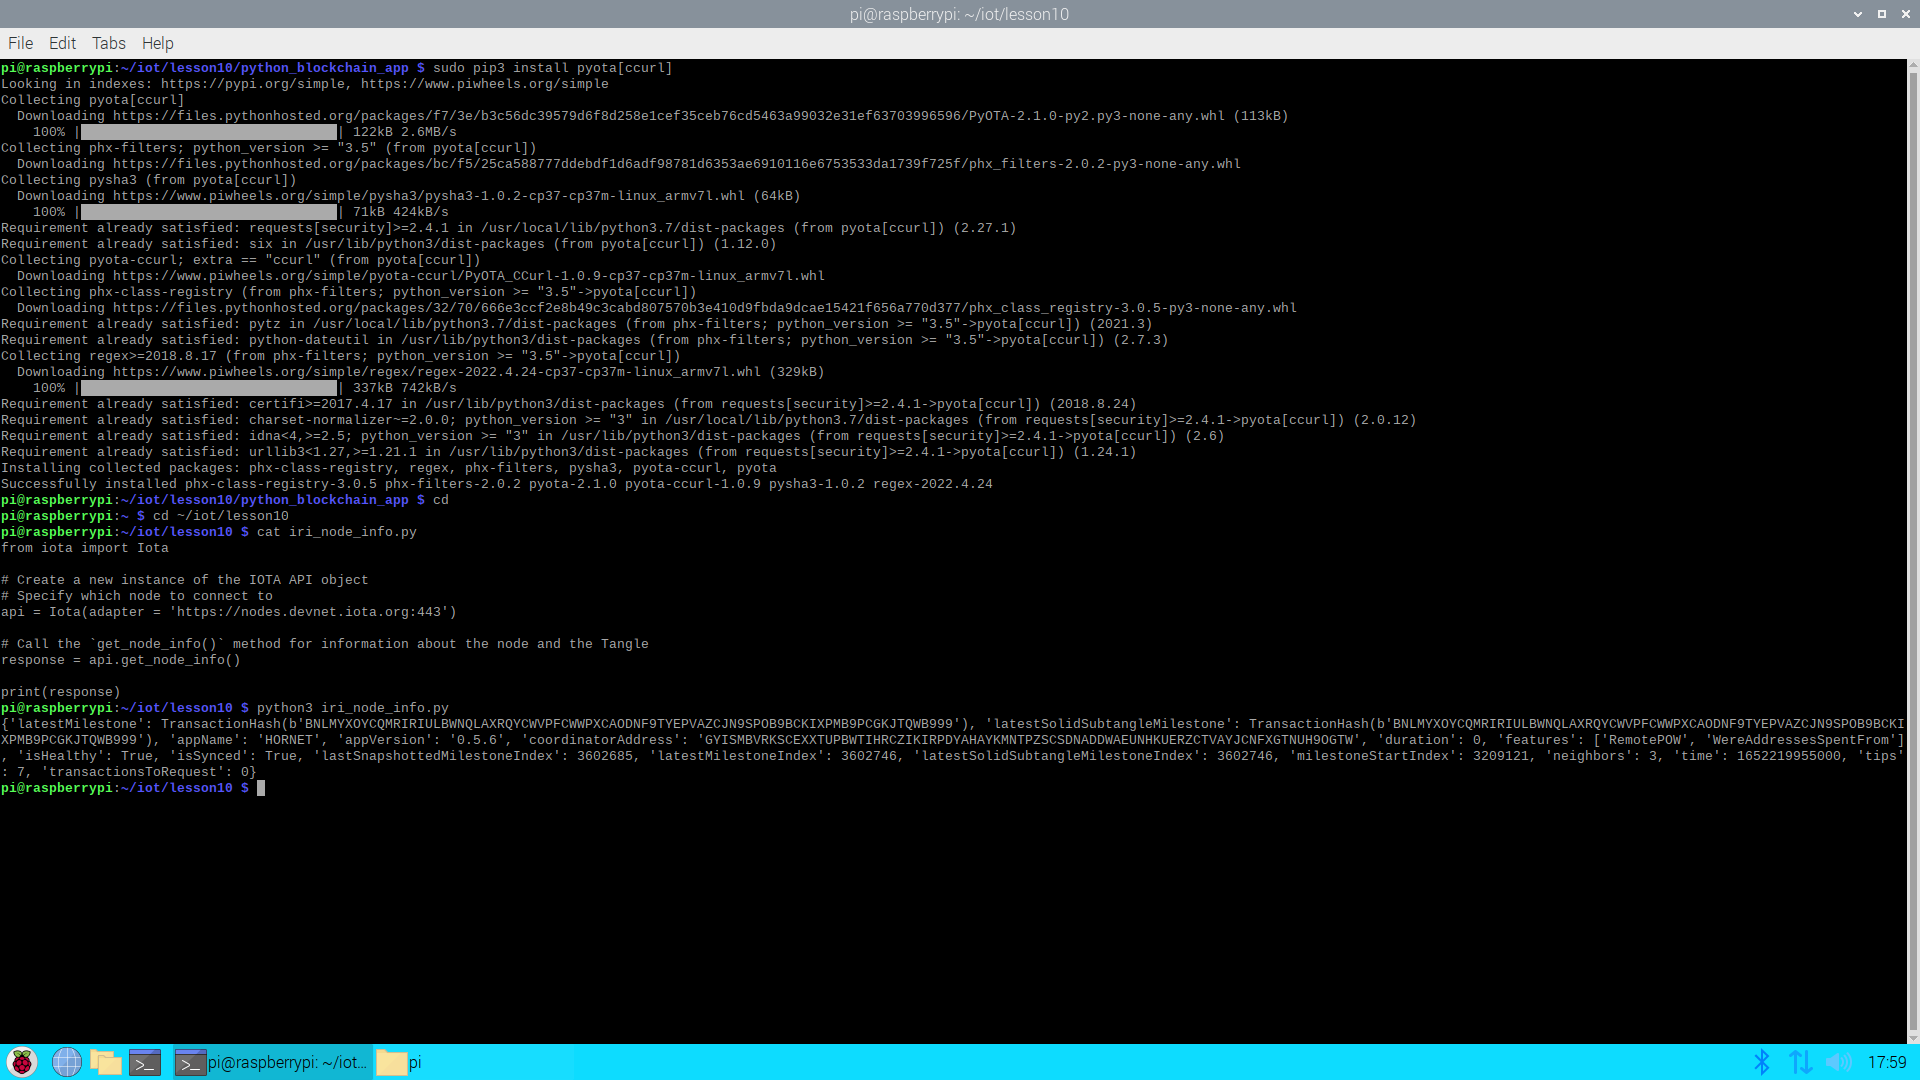 pi@raspberrypi: ~/iot/lesson10
File Edit Tabs Help
pi@raspberrypi:~/iot/lesson10/python_blockchain_app $ sudo pip3 install pyota[ccurl]
Looking in indexes: https://pypi.org/simple, https://www.piwheels.org/simple
Collecting pyota[ccurl]
  Downloading https://files.pythonhosted.org/packages/f7/3e/b3c56dc39579d6f8d258e1cef35ceb76cd5463a99032e31ef63703996596/PyOTA-2.1.0-py2.py3-none-any.whl (113kB)
    100% |                                | 122kB 2.6MB/s
Collecting phx-filters; python_version >= "3.5" (from pyota[ccurl])
  Downloading https://files.pythonhosted.org/packages/bc/f5/25ca588777ddebdf1d6adf98781d6353ae6910116e6753533da1739f725f/phx_filters-2.0.2-py3-none-any.whl
Collecting pysha3 (from pyota[ccurl])
  Downloading https://www.piwheels.org/simple/pysha3/pysha3-1.0.2-cp37-cp37m-linux_armv7l.whl (64kB)
    100% |                                | 71kB 424kB/s
Requirement already satisfied: requests[security]>=2.4.1 in /usr/local/lib/python3.7/dist-packages (from pyota[ccurl]) (2.27.1)
Requirement already satisfied: six in /usr/lib/python3/dist-packages (from pyota[ccurl]) (1.12.0)
Collecting pyota-ccurl; extra == "ccurl" (from pyota[ccurl])
  Downloading https://www.piwheels.org/simple/pyota-ccurl/PyOTA_CCurl-1.0.9-cp37-cp37m-linux_armv7l.whl
Collecting phx-class-registry (from phx-filters; python_version >= "3.5"->pyota[ccurl])
  Downloading https://files.pythonhosted.org/packages/32/70/666e3ccf2e8b49c3cabd807570b3e410d9fbda9dcae15421f656a770d377/phx_class_registry-3.0.5-py3-none-any.whl
Requirement already satisfied: pytz in /usr/local/lib/python3.7/dist-packages (from phx-filters; python_version >= "3.5"->pyota[ccurl]) (2021.3)
Requirement already satisfied: python-dateutil in /usr/lib/python3/dist-packages (from phx-filters; python_version >= "3.5"->pyota[ccurl]) (2.7.3)
Collecting regex>=2018.8.17 (from phx-filters; python_version >= "3.5"->pyota[ccurl])
  Downloading https://www.piwheels.org/simple/regex/regex-2022.4.24-cp37-cp37m-linux_armv7l.whl (329kB)
    100% |                                | 337kB 742kB/s
Requirement already satisfied: certifi>=2017.4.17 in /usr/lib/python3/dist-packages (from requests[security]>=2.4.1->pyota[ccurl]) (2018.8.24)
Requirement already satisfied: charset-normalizer~=2.0.0; python_version >= "3" in /usr/local/lib/python3.7/dist-packages (from requests[security]>=2.4.1->pyota[ccurl]) (2.0.12)
Requirement already satisfied: idna<4,>=2.5; python_version >= "3" in /usr/lib/python3/dist-packages (from requests[security]>=2.4.1->pyota[ccurl]) (2.6)
Requirement already satisfied: urllib3<1.27,>=1.21.1 in /usr/lib/python3/dist-packages (from requests[security]>=2.4.1->pyota[ccurl]) (1.24.1)
Installing collected packages: phx-class-registry, regex, phx-filters, pysha3, pyota-ccurl, pyota
Successfully installed phx-class-registry-3.0.5 phx-filters-2.0.2 pyota-2.1.0 pyota-ccurl-1.0.9 pysha3-1.0.2 regex-2022.4.24
pi@raspberrypi:~/iot/lesson10/python_blockchain_app $ cd
pi@raspberrypi:~ $ cd ~/iot/lesson10
pi@raspberrypi:~/iot/lesson10 $ cat iri_node_info.py
from iota import Iota
# Create a new instance of the IOTA API object
# Specify which node to connect to
api = Iota(adapter = 'https://nodes.devnet.iota.org:443')
# Call the `get_node_info()` method for information about the node and the Tangle
response = api.get_node_info()
print(response)
pi@raspberrypi:~/iot/lesson10 $ python3 iri_node_info.py
{'latestMilestone': TransactionHash(b'BNLMYXOYCQMRIRIULBWNQLAXRQYCWVPFCWWPXCAODNF9TYEPVAZCJN9SPOB9BCKIXPMB9PCGKJTQWB999'), 'latestSolidSubtangleMilestone': TransactionHash(b'BNLMYXOYCQMRIRIULBWNQLAXRQYCWVPFCWWPXCAODNF9TYEPVAZCJN9SPOB9BCKI
XPMB9PCGKJTQWB999'), 'appName': 'HORNET', 'appVersion': '0.5.6', 'coordinatorAddress': 'GYISMBVRKSCEXXTUPBWTIHRCZIKIRPDYAHAYKMNTPZSCSDNADDWAEUNHKUERZCTVAYJCNFXGTNUH9OGTW', 'duration': 0, 'features': ['RemotePOW', 'WereAddressesSpentFrom']
, 'isHealthy': True, 'isSynced': True, 'lastSnapshottedMilestoneIndex': 3602685, 'latestMilestoneIndex': 3602746, 'latestSolidSubtangleMilestoneIndex': 3602746, 'milestoneStartIndex': 3209121, 'neighbors': 3, 'time': 1652219955000, 'tips'
: 7, 'transactionsToRequest': 0}
pi@raspberrypi:~/iot/lesson10 $
pi@raspberrypi: ~/iot... pi 17:59